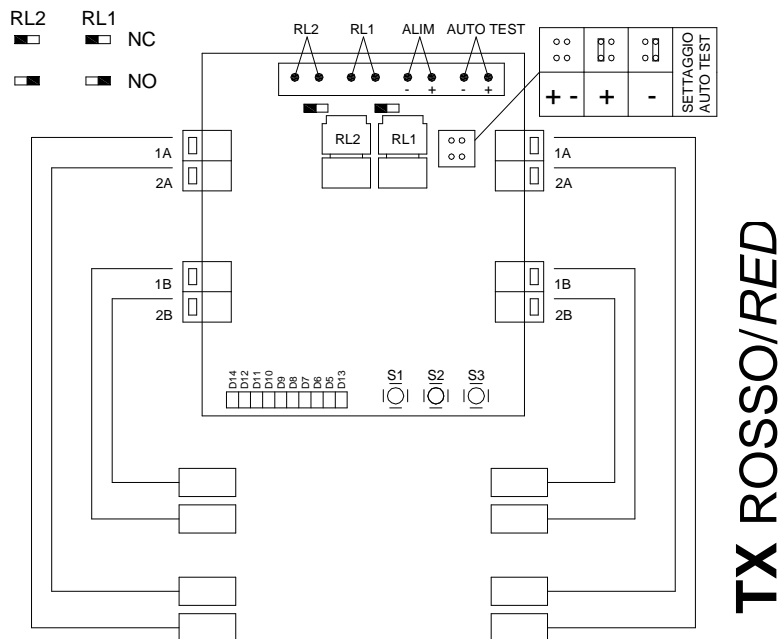 RL2 RL1
NC
NO
RL2 RL1 ALIM AUTO TEST
- + - +
+ - + -
SETTAGGIO
AUTO TEST
RL2 RL1
1A
2A
1A
2A
1B
2B
1B
2B
D14 D12 D11 D10 D9 D8 D7 D6 D5 D13
S1 S2 S3
TX ROSSO/RED